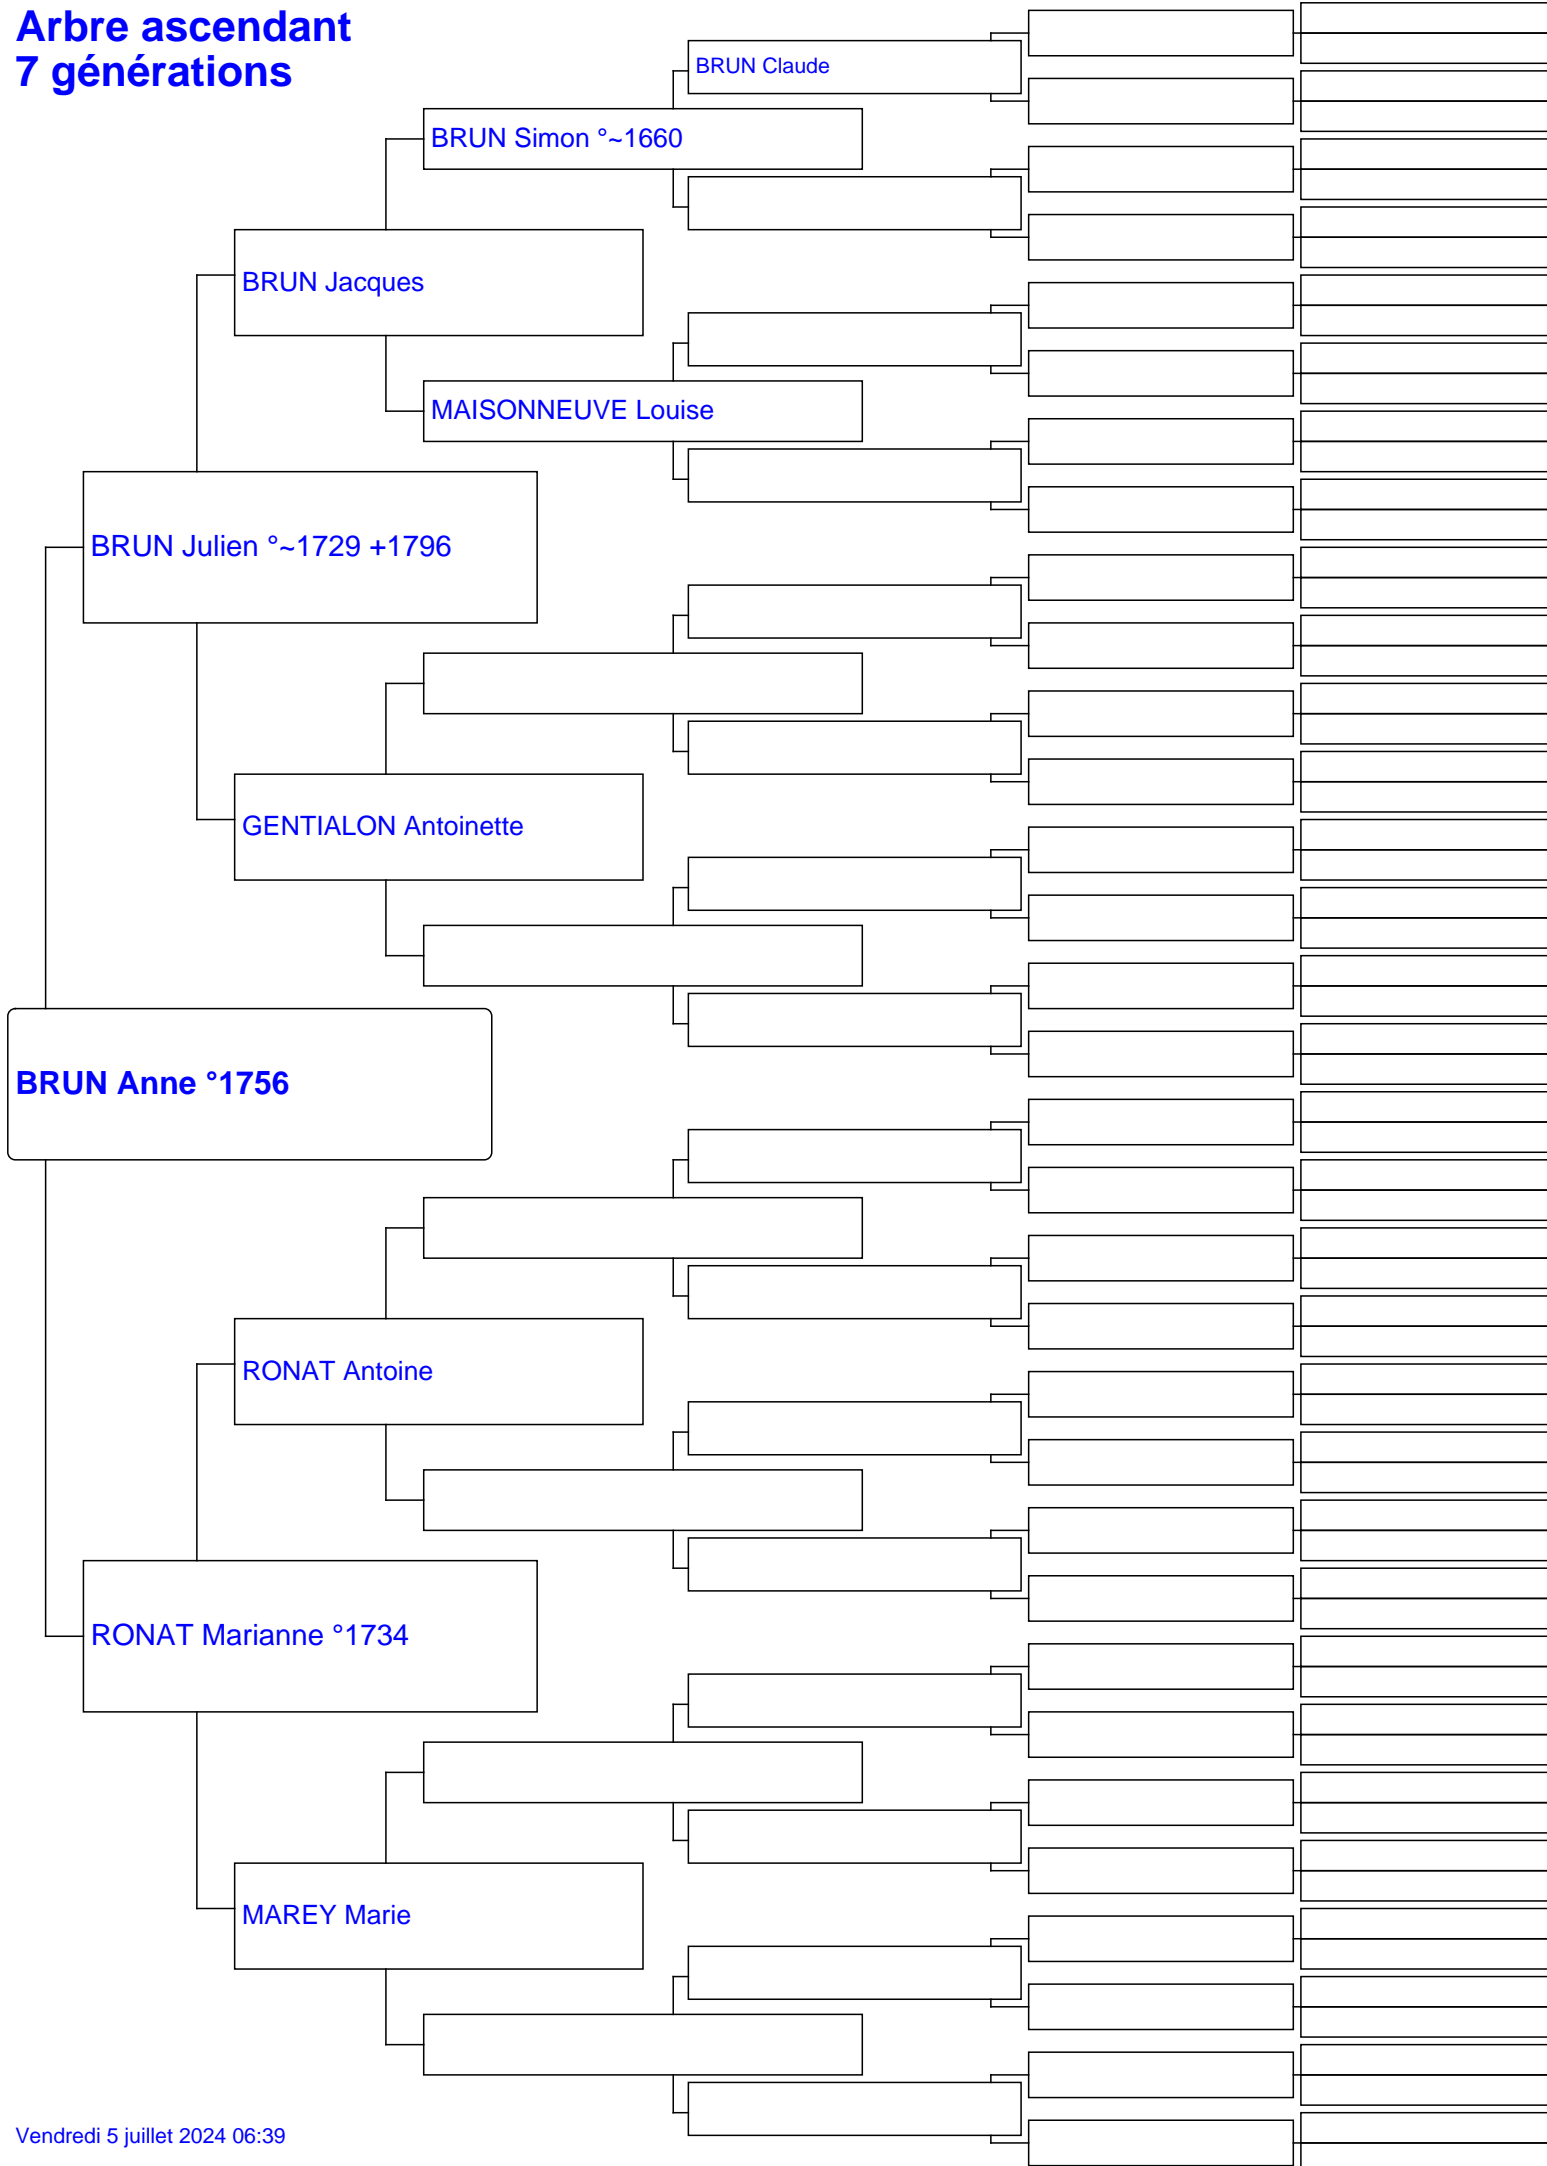 Arbre ascendant
7 générations
BRUN Claude
BRUN Simon °~1660
BRUN Jacques
MAISONNEUVE Louise
BRUN Julien °~1729 +1796
GENTIALON Antoinette
BRUN Anne °1756
RONAT Antoine
RONAT Marianne °1734
MAREY Marie
Vendredi 5 juillet 2024 06:39